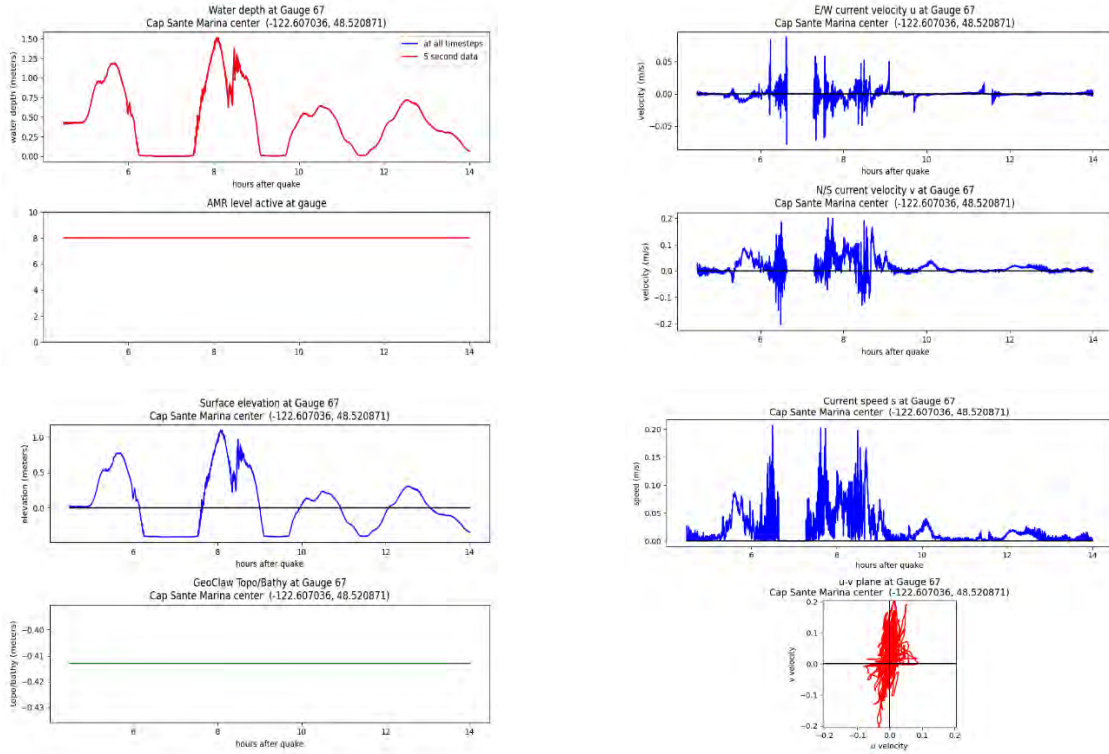 Water depth at Gauge 67
Cap Sante Marina center (-122.607036, 48.520871)
at all timesteps
5 second data
water depth (meters)
1.50
1.25
1.00
0.75
0.50
0.25
0.00
6 8 10 12 14
hours after quake
AMR level active at gauge
10
8
6
4
2
0
6 8 10 12 14
Surface elevation at Gauge 67
Cap Sante Marina center (-122.607036, 48.520871)
elevation (meters)
1.0
0.5
0.0
6 8 10 12 14
hours after quake
GeoClaw Topo/Bathy at Gauge 67
Cap Sante Marina center (-122.607036, 48.520871)
topo/bathy (meters)
−0.40
−0.41
−0.42
−0.43
6 8 10 12 14
hours after quake
E/W current velocity u at Gauge 67
Cap Sante Marina center (-122.607036, 48.520871)
velocity (m/s)
0.05
0.00
−0.05
6 8 10 12 14
hours after quake
N/S current velocity v at Gauge 67
Cap Sante Marina center (-122.607036, 48.520871)
velocity (m/s)
0.2
0.1
0.0
−0.1
−0.2
6 8 10 12 14
hours after quake
Current speed s at Gauge 67
Cap Sante Marina center (-122.607036, 48.520871)
speed (m/s)
0.20
0.15
0.10
0.05
0.00
6 8 10 12 14
hours after quake
u-v plane at Gauge 67
Cap Sante Marina center (-122.607036, 48.520871)
v velocity
0.2
0.1
0.0
−0.1
−0.2
−0.2 −0.1 0.0 0.1 0.2
u velocity